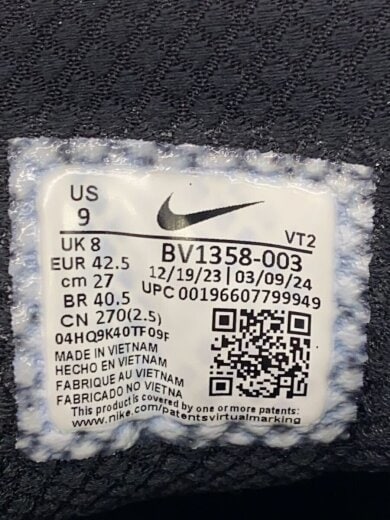 US
9
VT2
UK 8
BV1358-003
EUR 42.5
12/19/23 | 03/09/24
cm 27
UPC 00196607799949
BR 40.5
CN 270(2.5)
04HQ9K40TF09F
MADE IN VIETNAM
HECHO EN VIETNAM
FABRIQUE AU VIETNAM
FABRICADO NO VIETNA
This product is covered by one or more patents:
www.nike.com/patentsvirtualmarking